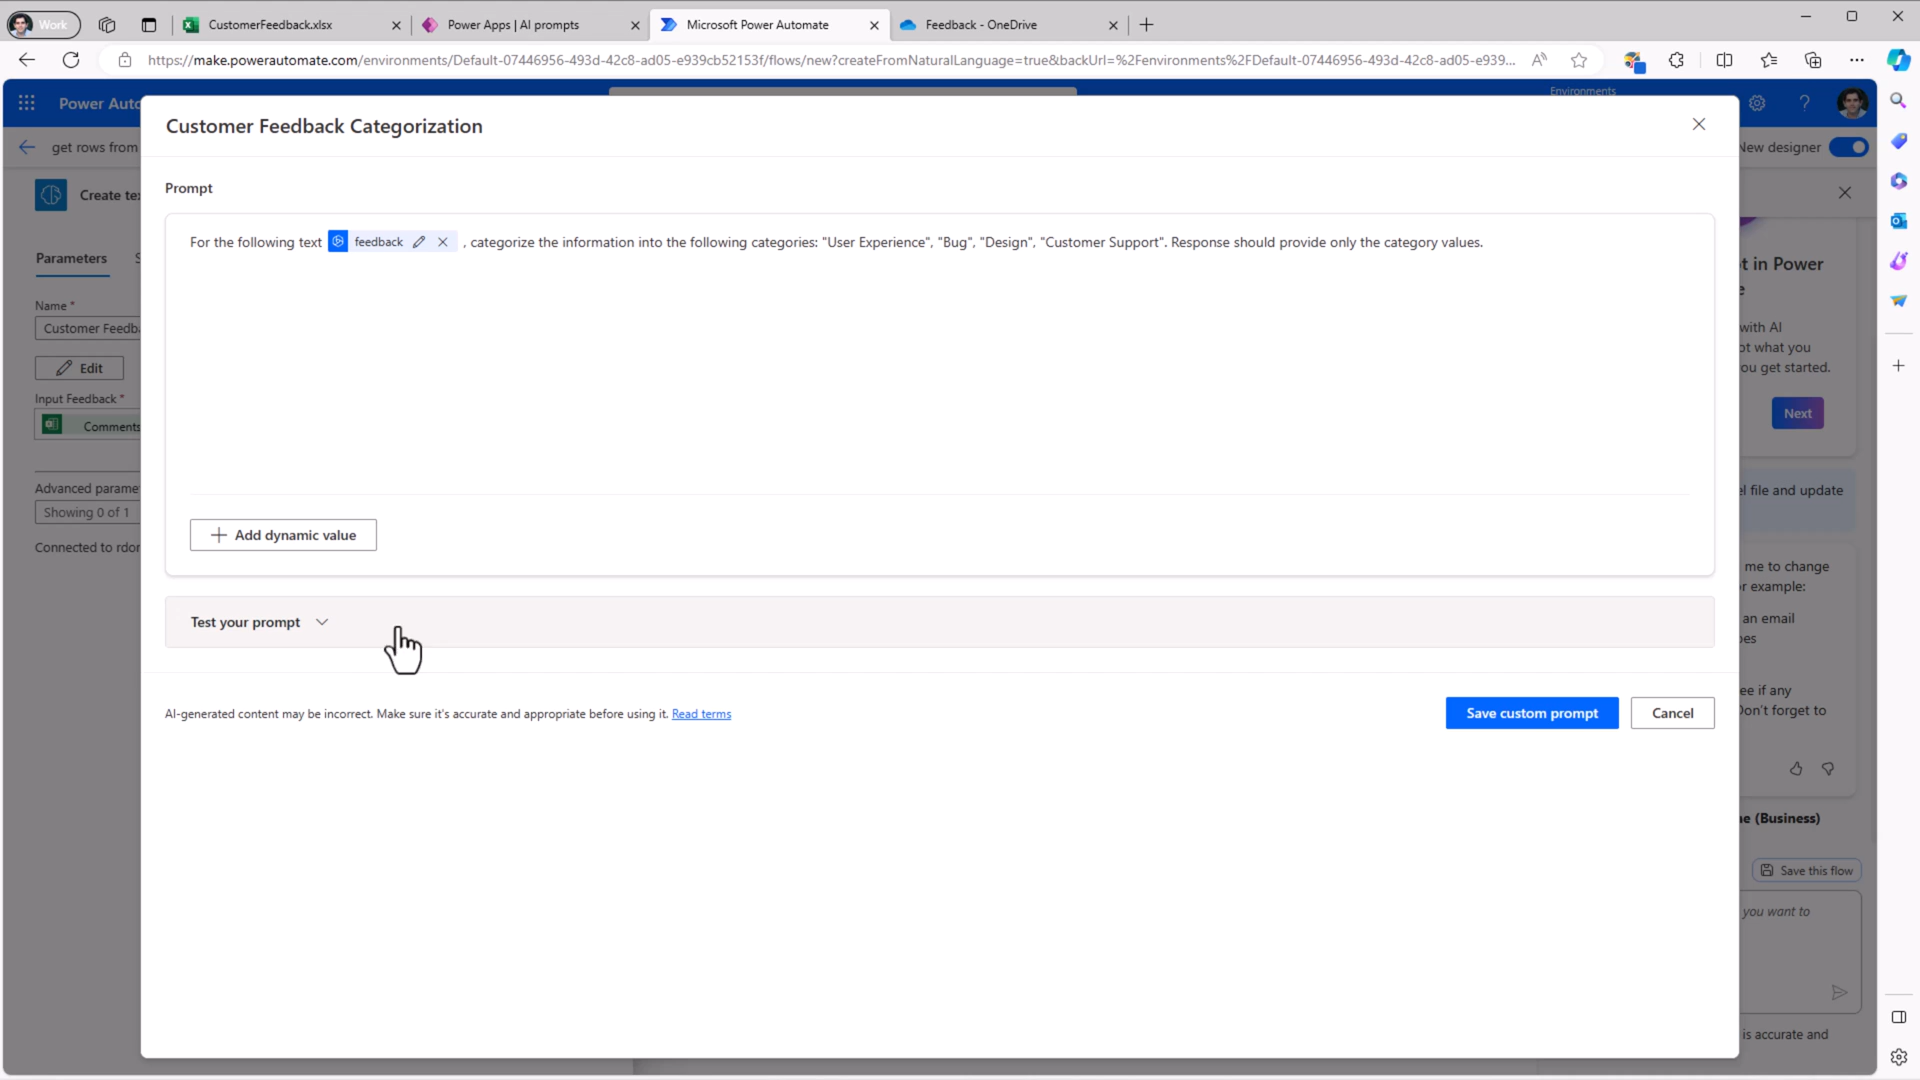 Work
CustomerFeedback.xlsx
Power Apps | AI prompts
Microsoft Power Automate
Feedback - OneDrive
https://make.powerautomate.com/environments/Default-07446956-493d-42c8-ad05-e939cb52153f/flows/new?createFromNaturalLanguage=true&backUrl=%2Fenvironments%2FDefault-07446956-493d-42c8-ad05-e939...
Environments
Power Auto
get rows from
New designer
Customer Feedback Categorization
Prompt
For the following text feedback , categorize the information into the following categories: "User Experience", "Bug", "Design", "Customer Support". Response should provide only the category values.
Add dynamic value
Test your prompt
AI-generated content may be incorrect. Make sure it's accurate and appropriate before using it. Read terms
Save custom prompt
Cancel
Create te
Parameters
Name *
Customer Feedba
Edit
Input Feedback *
Comments
Advanced parame
Showing 0 of 1
Connected to rdor
t in Power
e
with AI
ot what you
ou get started.
Next
el file and update
me to change
r example:
an email
pes
ee if any
Don't forget to
ne (Business)
Save this flow
you want to
is accurate and